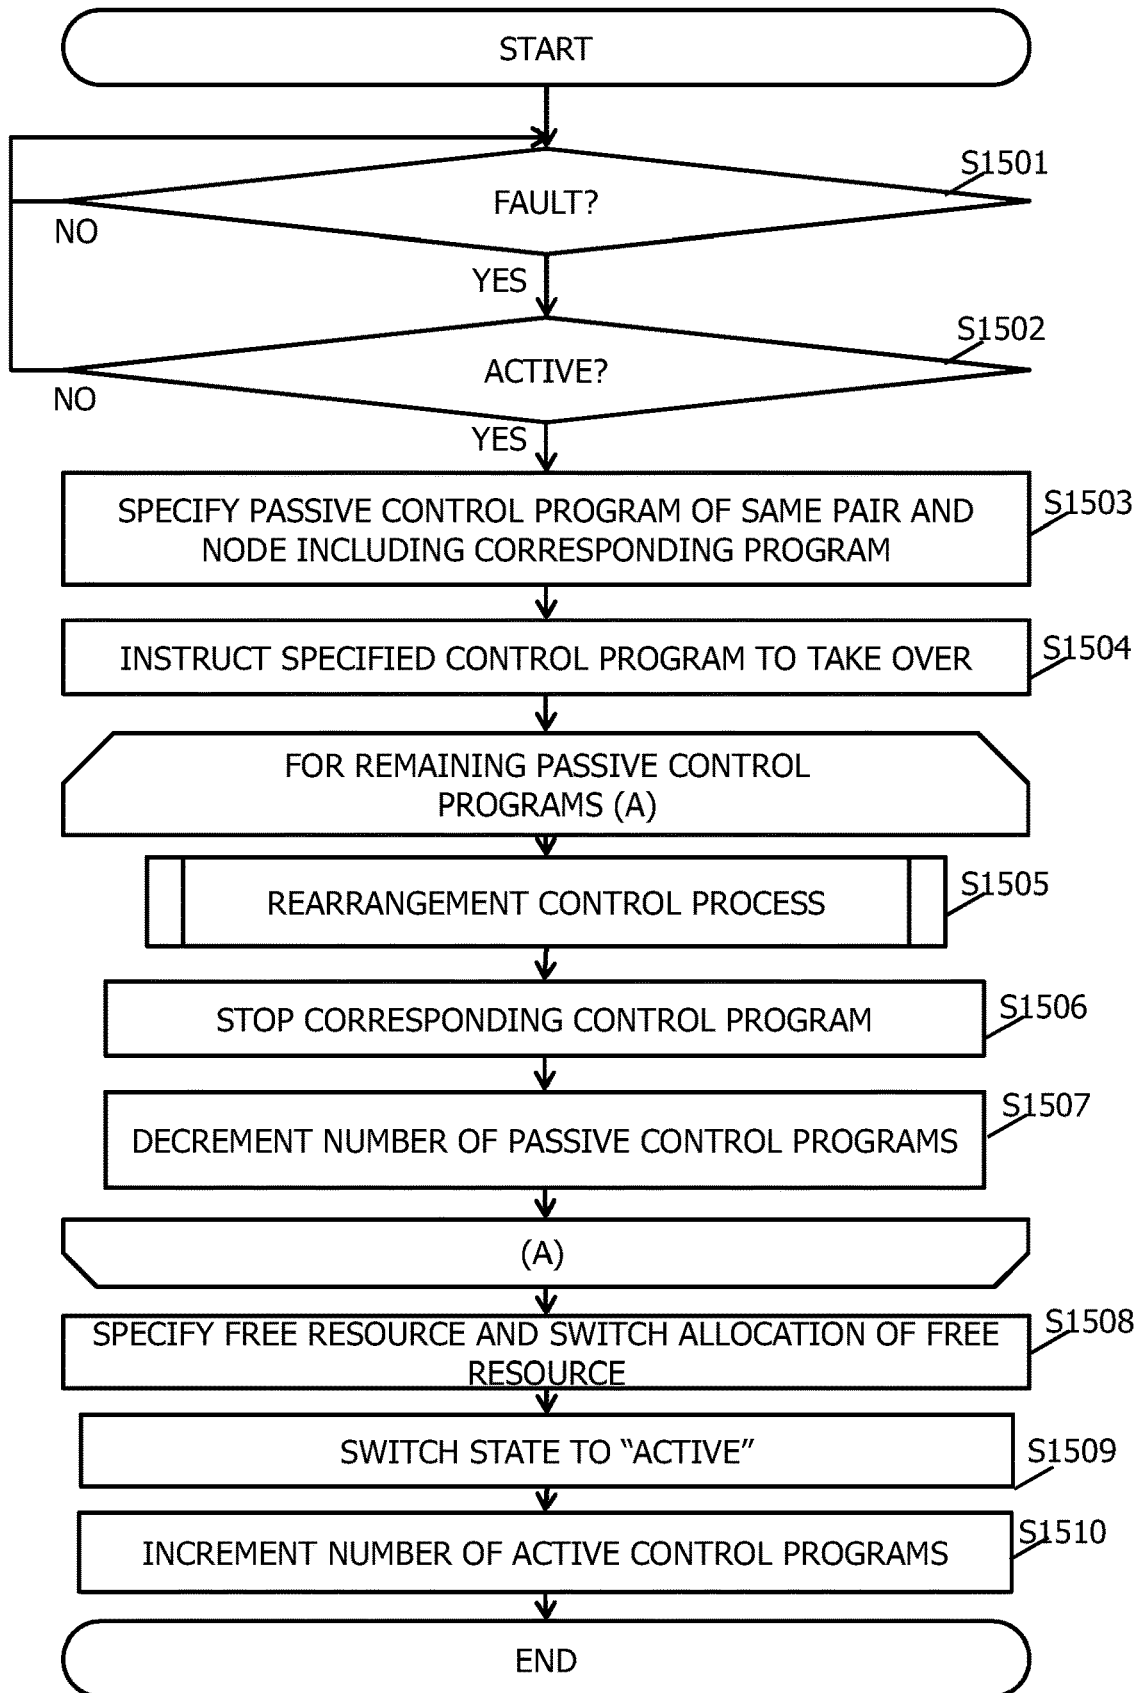 START
S1501
FAULT?
NO
YES
S1502
ACTIVE?
NO
YES
SPECIFY PASSIVE CONTROL PROGRAM OF SAME PAIR AND
NODE INCLUDING CORRESPONDING PROGRAM
S1503
INSTRUCT SPECIFIED CONTROL PROGRAM TO TAKE OVER
S1504
FOR REMAINING PASSIVE CONTROL
PROGRAMS (A)
REARRANGEMENT CONTROL PROCESS
S1505
STOP CORRESPONDING CONTROL PROGRAM
S1506
DECREMENT NUMBER OF PASSIVE CONTROL PROGRAMS
S1507
(A)
SPECIFY FREE RESOURCE AND SWITCH ALLOCATION OF FREE
RESOURCE
S1508
SWITCH STATE TO “ACTIVE”
S1509
INCREMENT NUMBER OF ACTIVE CONTROL PROGRAMS
S1510
END